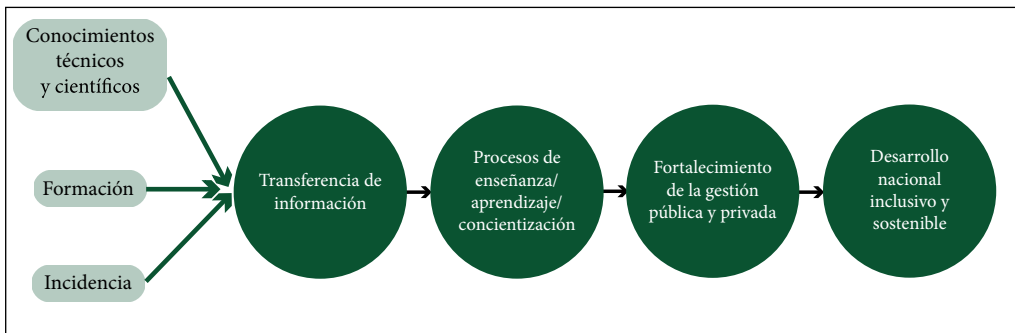 Conocimientos
técnicos
y científicos
Formación
Incidencia
Transferencia de
información
Procesos de
enseñanza/
aprendizaje/
concientización
Fortalecimiento
de la gestión
pública y privada
Desarrollo
nacional
inclusivo y
sostenible